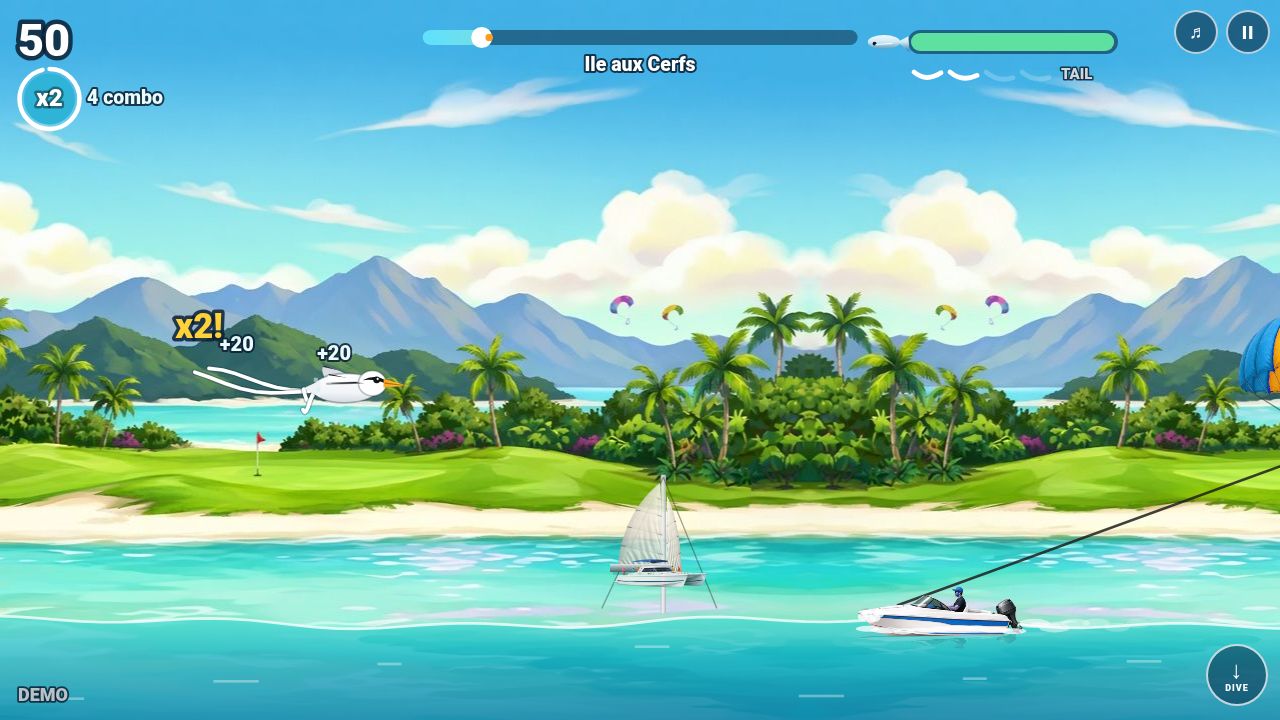 50
x2
4 combo
Ile aux Cerfs
TAIL
x2!
+20
+20
DEMO
↓
DIVE